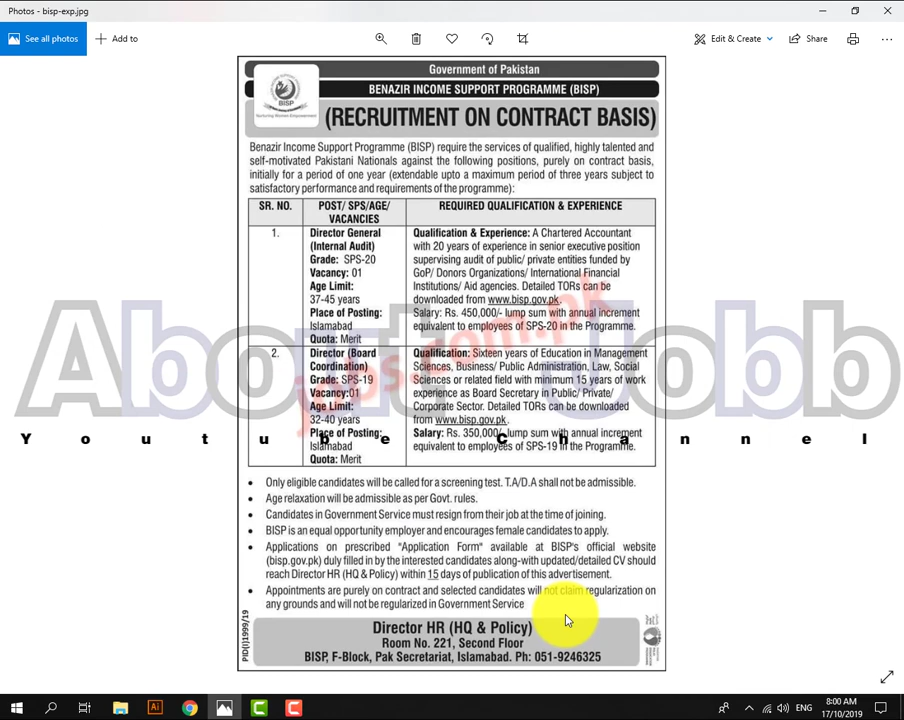 Photos - bisp-exp.jpg
See all photos
Add to
Edit & Create
Share
Government of Pakistan
BENAZIR INCOME SUPPORT PROGRAMME (BISP)
BISP
(RECRUITMENT ON CONTRACT BASIS)
Benazir Income Support Programme (BISP) require the services of qualified, highly talented and
self-motivated Pakistani Nationals against the following positions, purely on contract basis,
initially for a period of one year (extendable upto a maximum period of three years subject to
satisfactory performance and requirements of the programme):
SR. NO.
POST/ SPS/AGE/
VACANCIES
REQUIRED QUALIFICATION & EXPERIENCE
1.
Director General
(Internal Audit)
Grade: SPS-20
Vacancy: 01
Age Limit:
37-45 years
Place of Posting:
Islamabad
Quota: Merit
Qualification & Experience: A Chartered Accountant
with 20 years of experience in senior executive position
supervising audit of public/ private entities funded by
GoP/ Donors Organizations/ International Financial
Institutions/ Aid agencies. Detailed TORs can be
downloaded from www.bisp.gov.pk.
Salary: Rs. 450,000/- lump sum with annual increment
equivalent to employees of SPS-20 in the Programme.
2.
Director (Board
Coordination)
Grade: SPS-19
Vacancy:01
Age Limit:
32-40 years
Place of Posting:
Islamabad
Quota: Merit
Qualification: Sixteen years of Education in Management
Sciences, Business/ Public Administration, Law, Social
Sciences or related field with minimum 15 years of work
experience as Board Secretary in Public/ Private/
Corporate Sector. Detailed TORs can be downloaded
from www.bisp.gov.pk.
Salary: Rs. 350,000/- lump sum with annual increment
equivalent to employees of SPS-19 in the Programme.
About Jobb
Youtube Channel
• Only eligible candidates will be called for a screening test. T.A/D.A shall not be admissible.
• Age relaxation will be admissible as per Govt. rules.
• Candidates in Government Service must resign from their job at the time of joining.
• BISP is an equal opportunity employer and encourages female candidates to apply.
• Applications on prescribed "Application Form" available at BISP's official website
(bisp.gov.pk) duly filled in by the interested candidates along-with updated/detailed CV should
reach Director HR (HQ & Policy) within 15 days of publication of this advertisement.
• Appointments are purely on contract and selected candidates will not claim regularization on
any grounds and will not be regularized in Government Service
PID(I)1999/19
Director HR (HQ & Policy)
Room No. 221, Second Floor
BISP, F-Block, Pak Secretariat, Islamabad. Ph: 051-9246325
ENG
8:00 AM
17/10/2019